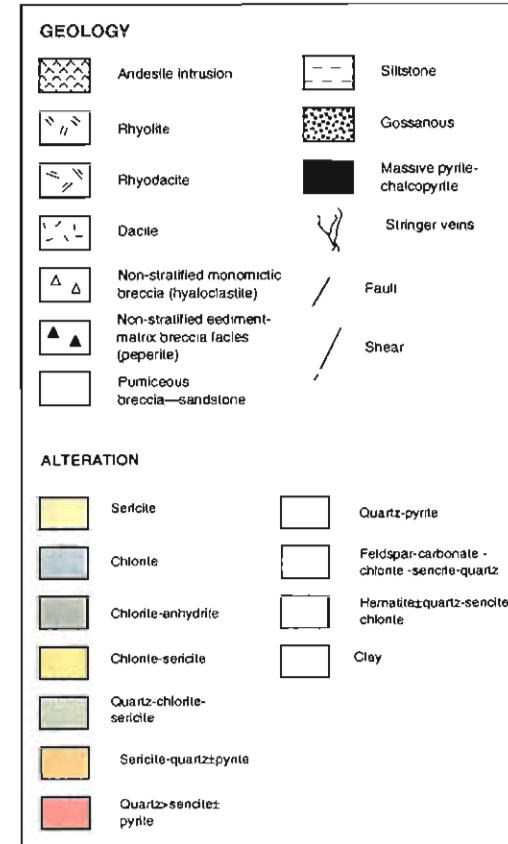 GEOLOGY
Andesite intrusion
Rhyolite
Rhyodacite
Dacite
Non-stratified monomictic
breccia (hyaloclastite)
Non-stratified sediment-
matrix breccia facies
(peperite)
Pumiceous
breccia—sandstone
Siltstone
Gossanous
Massive pyrite-
chalcopyrite
Stringer veins
Fault
Shear
ALTERATION
Sericite
Chlorite
Chlorite-anhydrite
Chlorite-sericite
Quartz-chlorite-
sericite
Sericite-quartz±pyrite
Quartz>sericite±
pyrite
Quartz-pyrite
Feldspar-carbonate -
chlorite -sericite-quartz
Hematite±quartz-sericite
chlorite
Clay